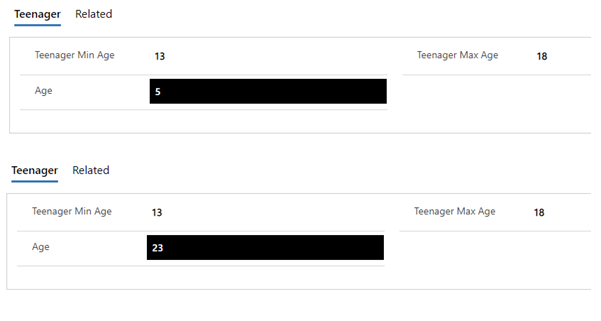 Teenager Related
Teenager Min Age 13 Teenager Max Age 18
Age 5
Teenager Related
Teenager Min Age 13 Teenager Max Age 18
Age 23